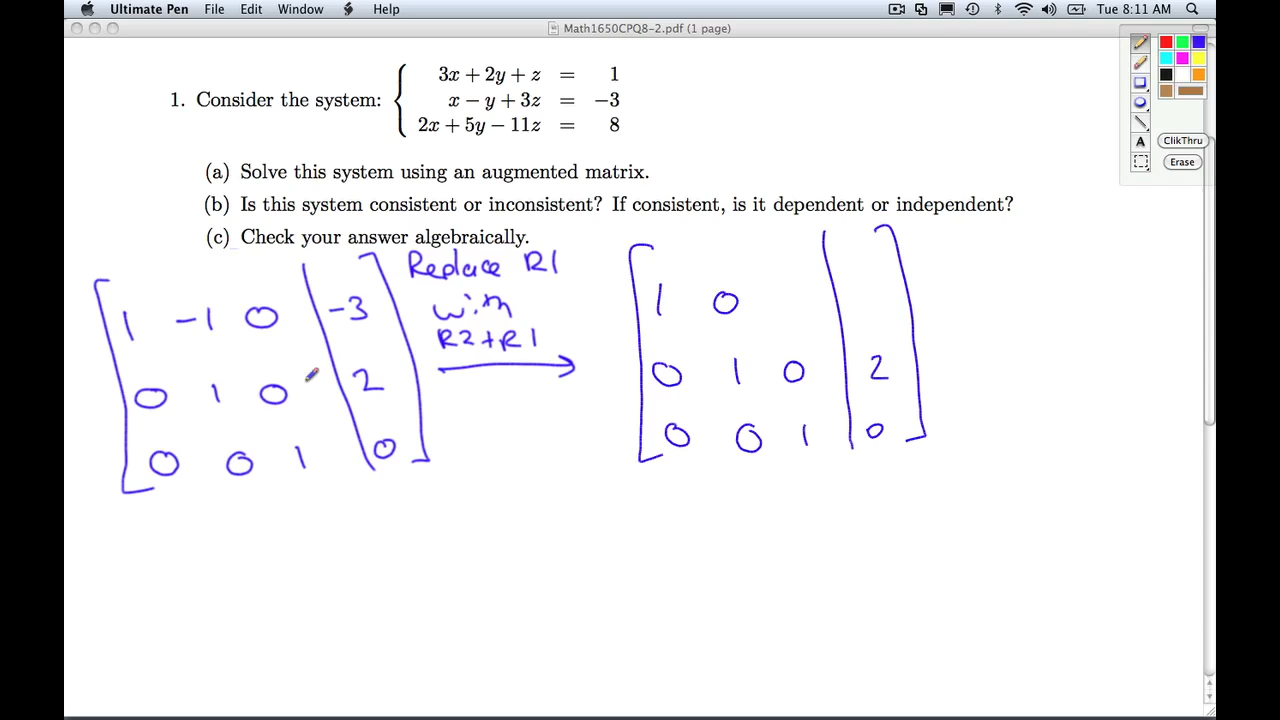 Ultimate Pen File Edit Window Help Tue 8:11 AM
Math1650CPQ8-2.pdf (1 page)
1. Consider the system:
3x + 2y + z = 1
x − y + 3z = −3
2x + 5y − 11z = 8
(a) Solve this system using an augmented matrix.
(b) Is this system consistent or inconsistent? If consistent, is it dependent or independent?
(c) Check your answer algebraically.
1 -1 0 | -3
0 1 0 | 2
0 0 1 | 0
Replace R1
with
R2+R1
1 0
0 1 0 | 2
0 0 1 | 0
A
ClikThru
Erase